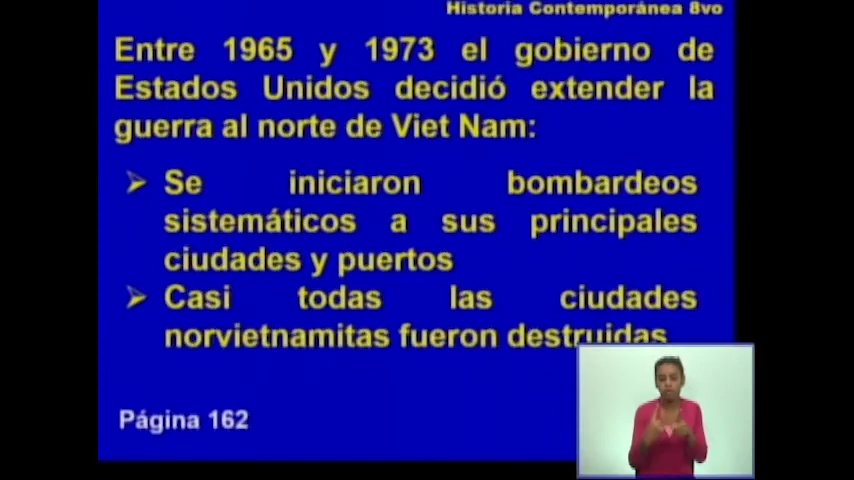 Historia Contemporánea 8vo
Entre 1965 y 1973 el gobierno de
Estados Unidos decidió extender la
guerra al norte de Viet Nam:
➢ Se iniciaron bombardeos
sistemáticos a sus principales
ciudades y puertos
➢ Casi todas las ciudades
norvietnamitas fueron destruidas
Página 162